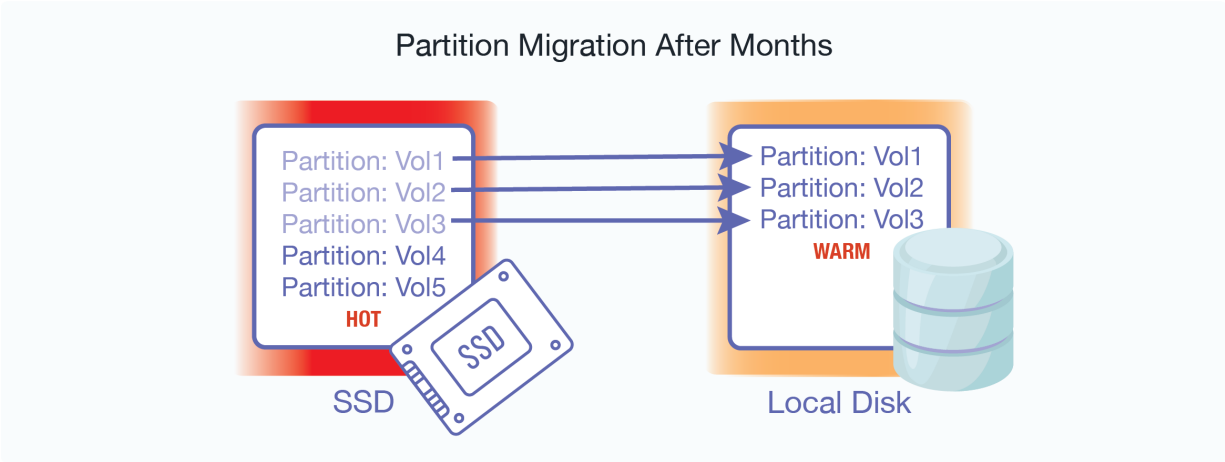 Partition Migration After Months
Partition: Vol1
Partition: Vol2
Partition: Vol3
Partition: Vol4
Partition: Vol5
HOT
SSD
SSD
Partition: Vol1
Partition: Vol2
Partition: Vol3
WARM
Local Disk